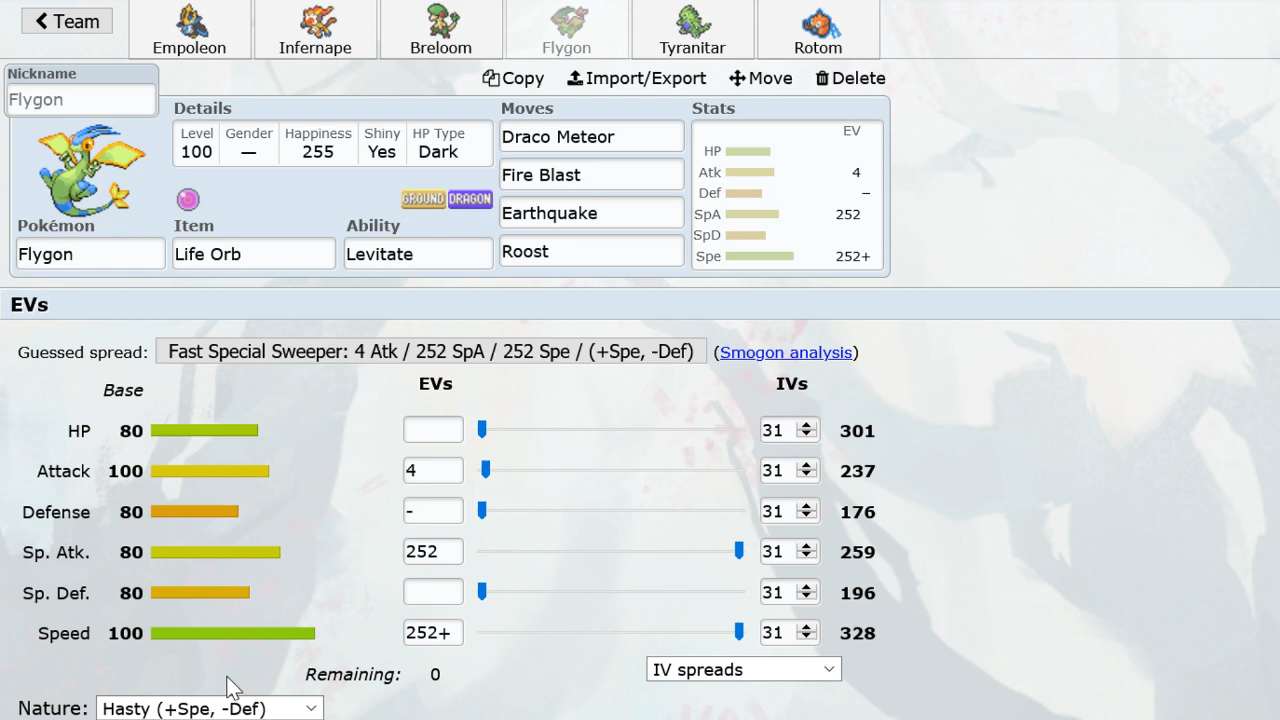 Team
Empoleon
Infernape
Breloom
Flygon
Tyranitar
Rotom
Nickname
Flygon
Copy
Import/Export
Move
Delete
Details
Moves
Stats
Level
Gender
Happiness
Shiny
HP Type
100
—
255
Yes
Dark
GROUND DRAGON
Pokémon
Item
Ability
Flygon
Life Orb
Levitate
Draco Meteor
Fire Blast
Earthquake
Roost
EV
HP
Atk 4
Def –
SpA 252
SpD
Spe 252+
EVs
Guessed spread: Fast Special Sweeper: 4 Atk / 252 SpA / 252 Spe / (+Spe, -Def) (Smogon analysis)
Base EVs IVs
HP 80 31 301
Attack 100 4 31 237
Defense 80 - 31 176
Sp. Atk. 80 252 31 259
Sp. Def. 80 31 196
Speed 100 252+ 31 328
Remaining: 0 IV spreads
Nature: Hasty (+Spe, -Def)